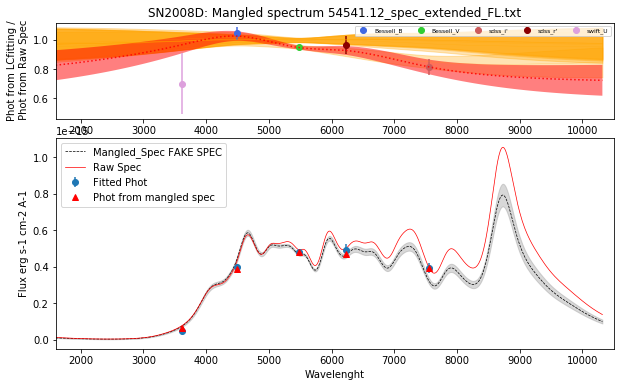 SN2008D: Mangled spectrum 54541.12_spec_extended_FL.txt
Phot from LCfitting /
Phot from Raw Spec
1.0
0.8
0.6
Bessell_B
Bessell_V
sdss_i'
sdss_r'
swift_U
2000 3000 4000 5000 6000 7000 8000 9000 10000
1e−15
Flux erg s-1 cm-2 A-1
1.0
0.8
0.6
0.4
0.2
0.0
Mangled_Spec FAKE SPEC
Raw Spec
Fitted Phot
Phot from mangled spec
2000 3000 4000 5000 6000 7000 8000 9000 10000
Wavelenght